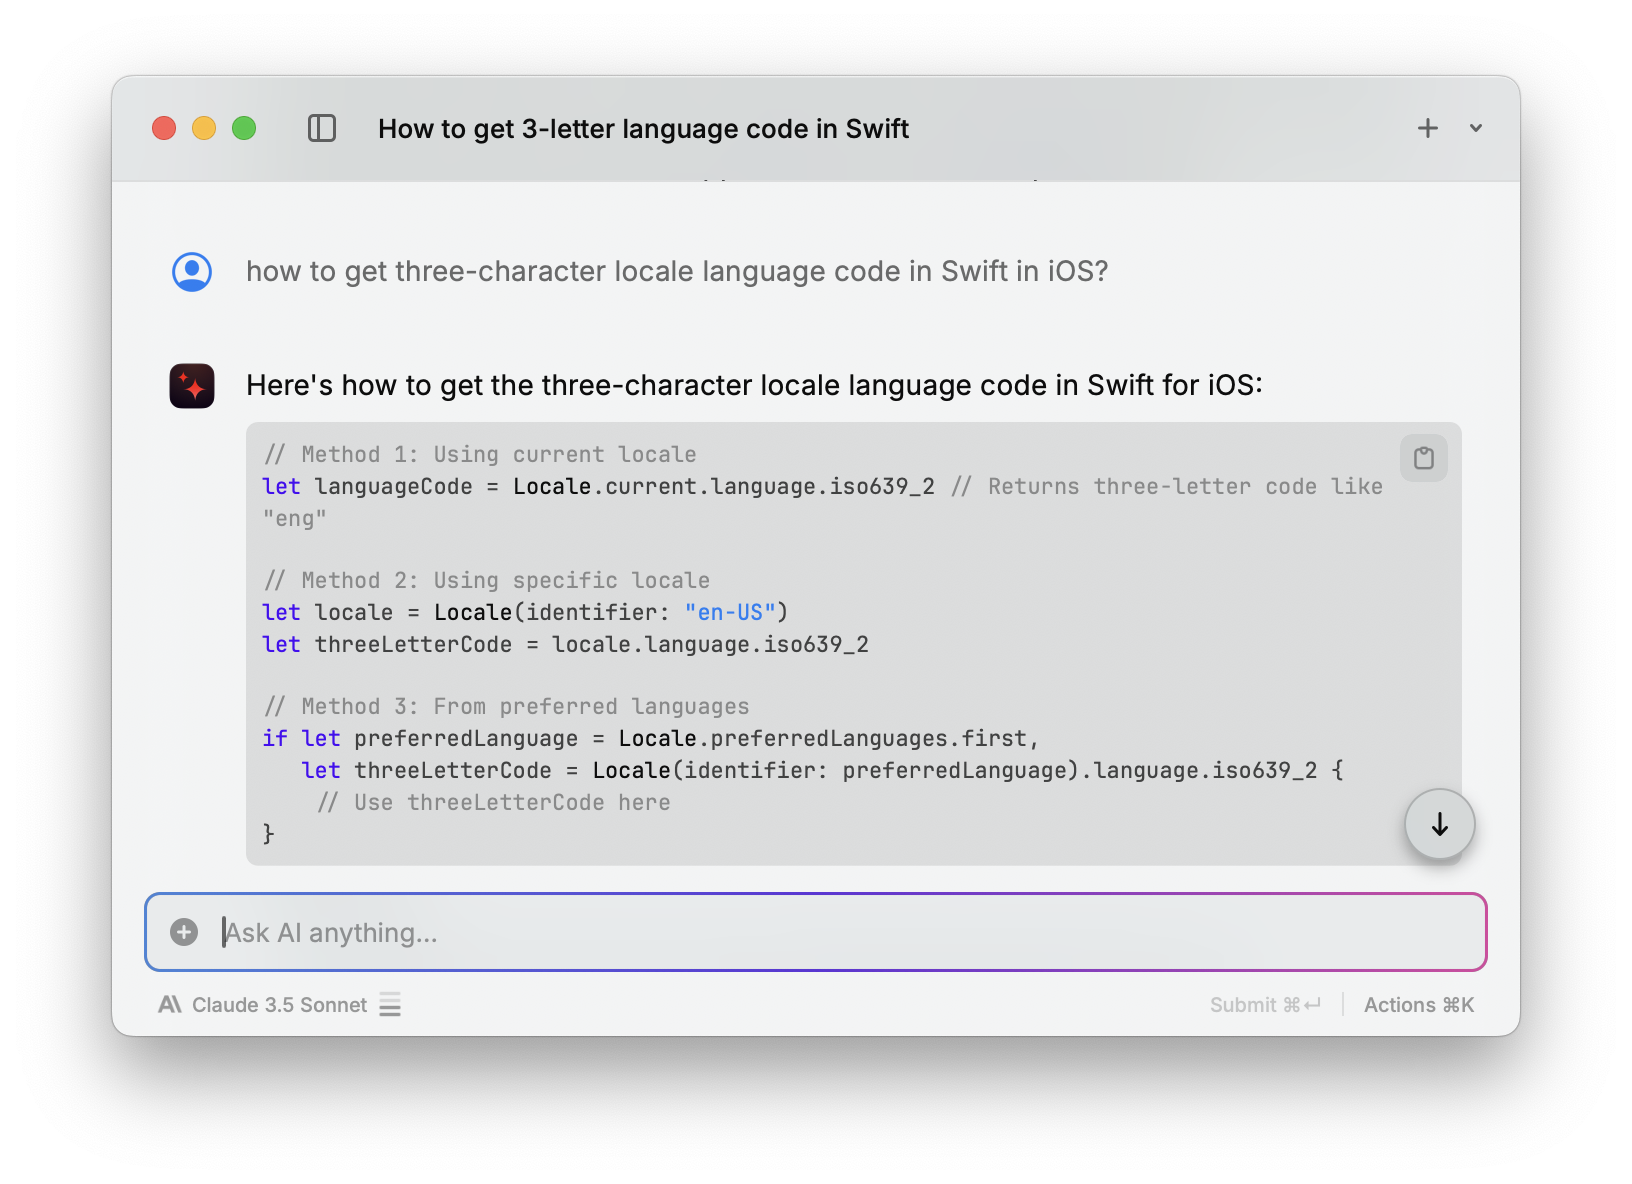 How to get 3-letter language code in Swift
how to get three-character locale language code in Swift in iOS?
Here's how to get the three-character locale language code in Swift for iOS:
// Method 1: Using current locale
let languageCode = Locale.current.language.iso639_2 // Returns three-letter code like
"eng"
// Method 2: Using specific locale
let locale = Locale(identifier: "en-US")
let threeLetterCode = locale.language.iso639_2
// Method 3: From preferred languages
if let preferredLanguage = Locale.preferredLanguages.first,
   let threeLetterCode = Locale(identifier: preferredLanguage).language.iso639_2 {
    // Use threeLetterCode here
}
Ask AI anything...
Claude 3.5 Sonnet
Submit ⌘↵
Actions ⌘K